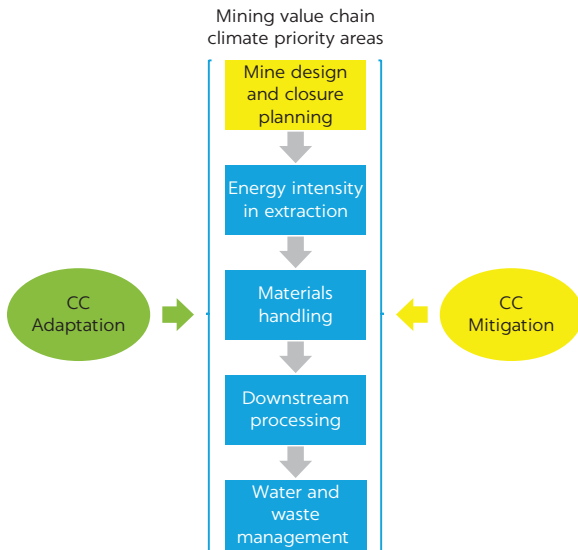 Mining value chain
climate priority areas
Mine design
and closure
planning
Energy intensity
in extraction
CC
Adaptation
Materials
handling
CC
Mitigation
Downstream
processing
Water and
waste
management